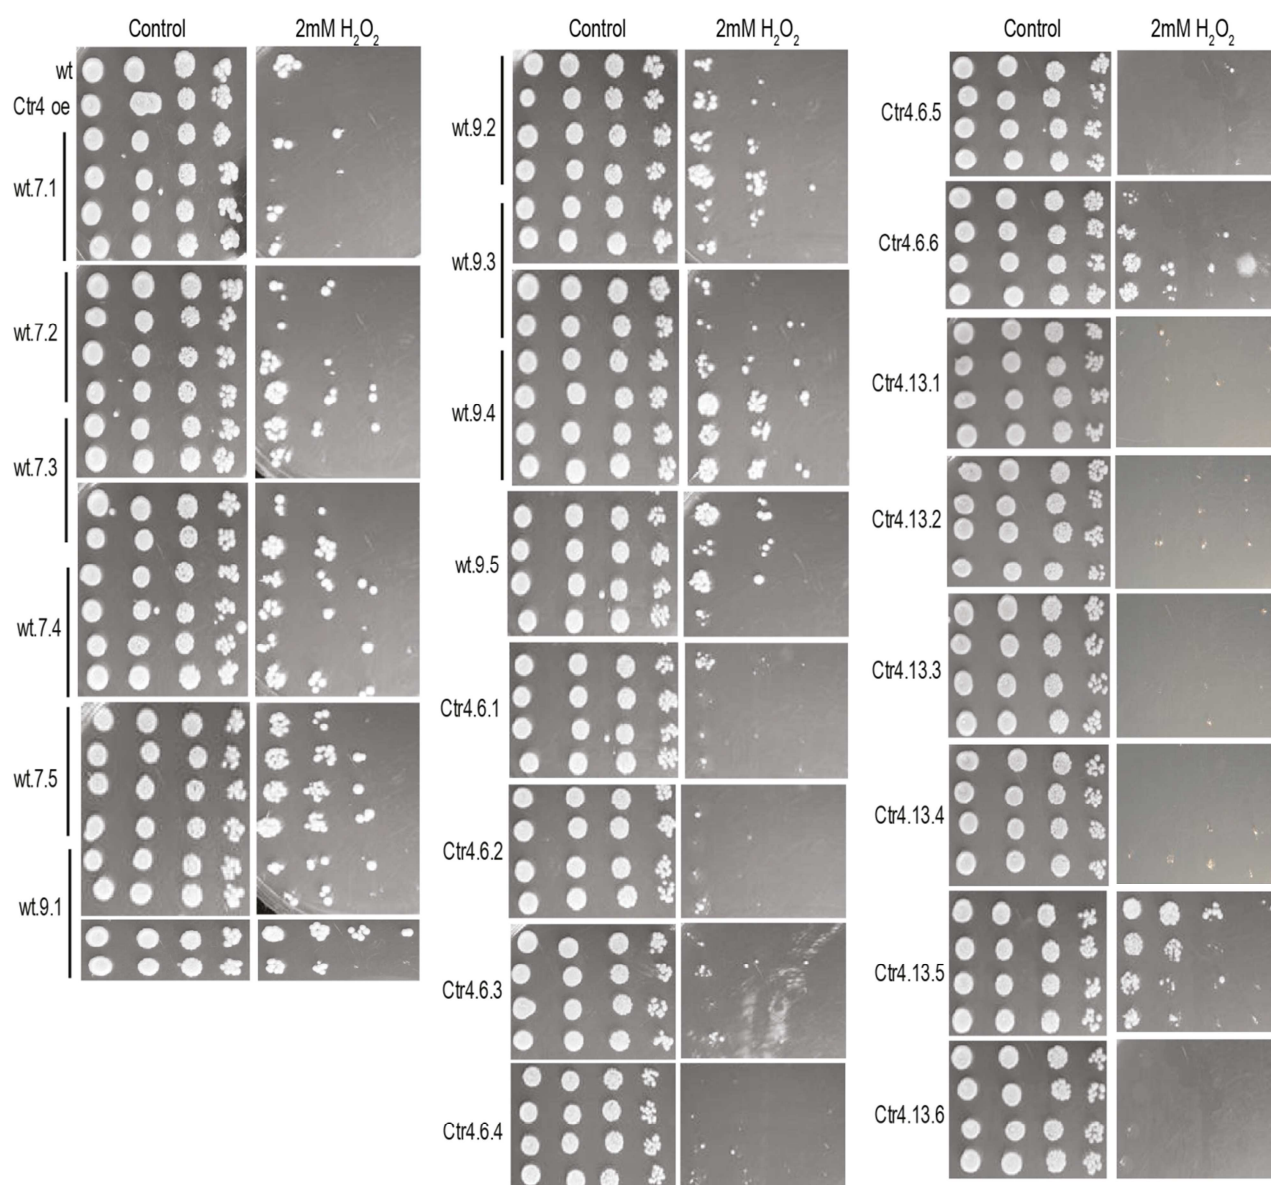 Control 2mM H₂O₂
wt
Ctr4 oe
wt.7.1
wt.7.2
wt.7.3
wt.7.4
wt.7.5
wt.9.1
Control 2mM H₂O₂
wt.9.2
wt.9.3
wt.9.4
wt.9.5
Ctr4.6.1
Ctr4.6.2
Ctr4.6.3
Ctr4.6.4
Control 2mM H₂O₂
Ctr4.6.5
Ctr4.6.6
Ctr4.13.1
Ctr4.13.2
Ctr4.13.3
Ctr4.13.4
Ctr4.13.5
Ctr4.13.6